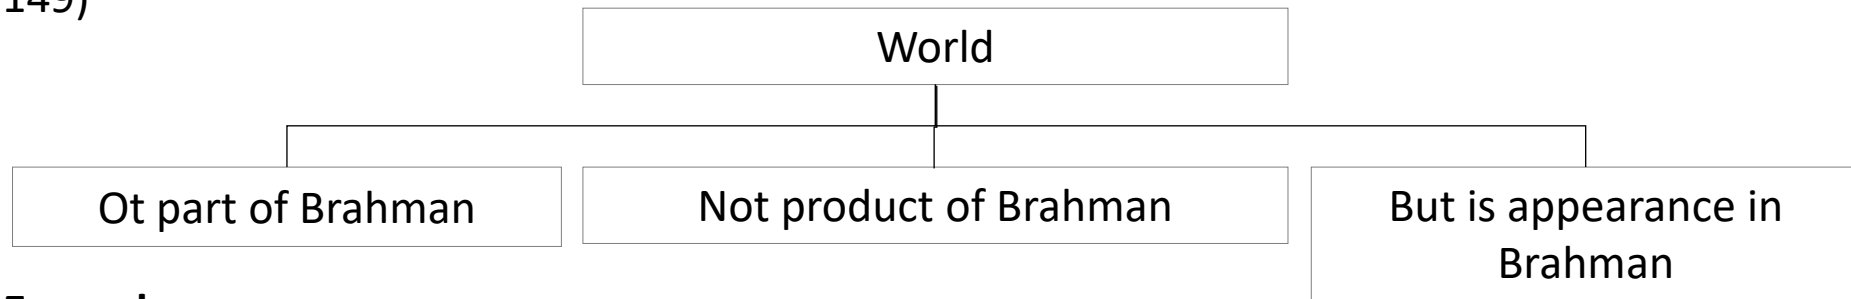 149)
World
Ot part of Brahman
Not product of Brahman
But is appearance in
Brahman